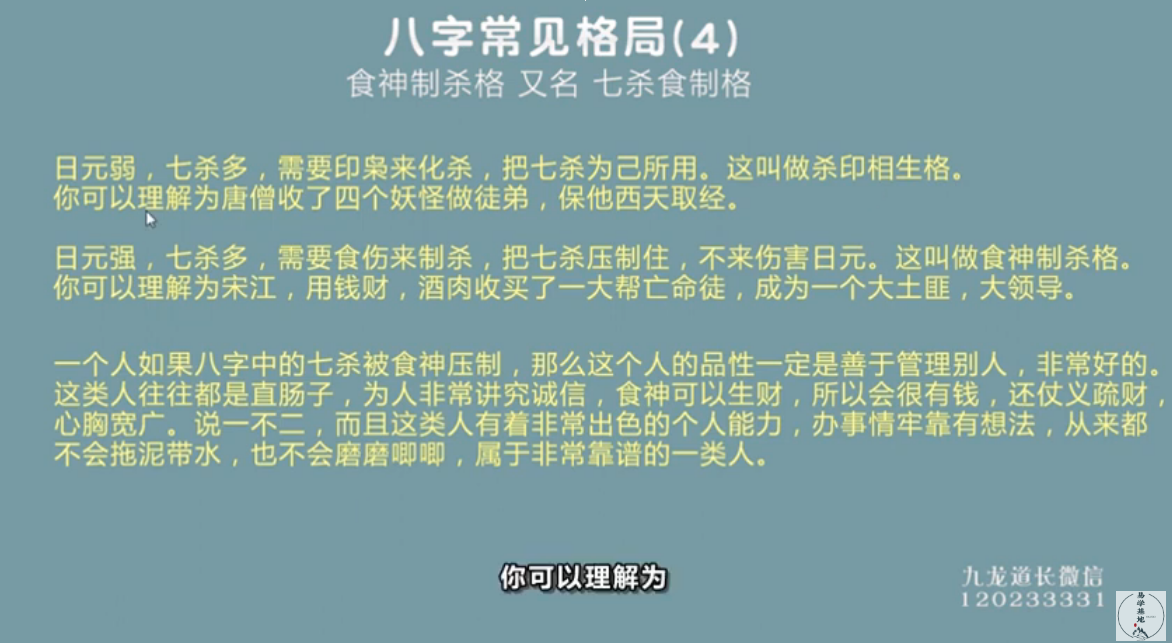 八字常见格局(4)
食神制杀格 又名 七杀食制格
日元弱，七杀多，需要印枭来化杀，把七杀为己所用。这叫做杀印相生格。
你可以理解为唐僧收了四个妖怪做徒弟，保他西天取经。
日元强，七杀多，需要食伤来制杀，把七杀压制住，不来伤害日元。这叫做食神制杀格。
你可以理解为宋江，用钱财，酒肉收买了一大帮亡命徒，成为一个大土匪，大领导。
一个人如果八字中的七杀被食神压制，那么这个人的品性一定是善于管理别人，非常好的。
这类人往往都是直肠子，为人非常讲究诚信，食神可以生财，所以会很有钱，还仗义疏财，
心胸宽广。说一不二，而且这类人有着非常出色的个人能力，办事情牢靠有想法，从来都
不会拖泥带水，也不会磨磨唧唧，属于非常靠谱的一类人。
你可以理解为
九龙道长微信
120233331
易学基地